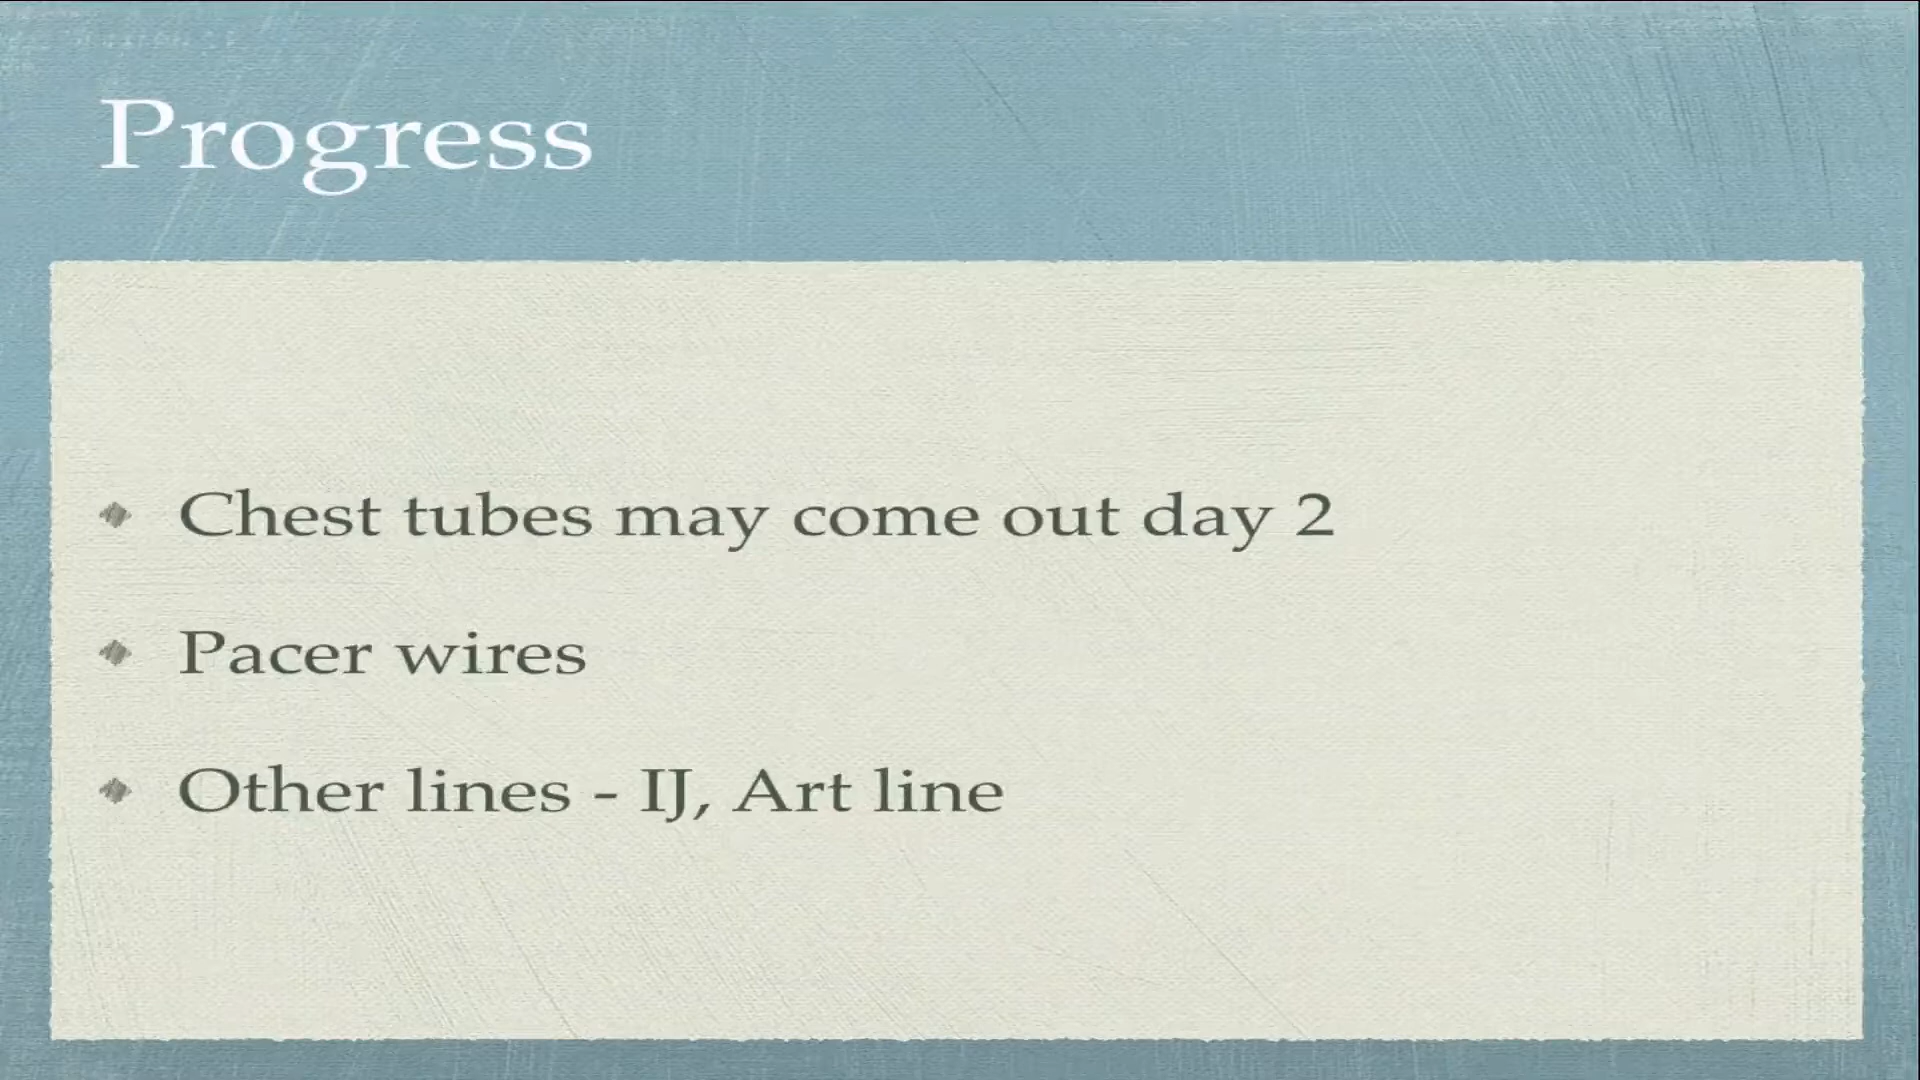 Progress
Chest tubes may come out day 2
Pacer wires
Other lines - IJ, Art line